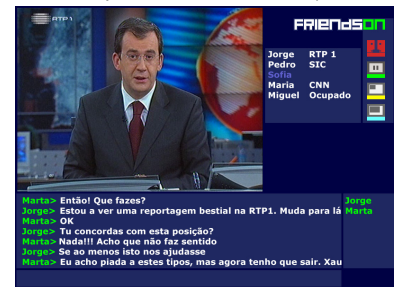 RTP 1
FRIENDSON
Jorge RTP 1
Pedro SIC
Sofia
Maria CNN
Miguel Ocupado
Marta> Então! Que fazes?
Jorge> Estou a ver uma reportagem bestial na RTP1. Muda para lá
Marta> OK
Jorge> Tu concordas com esta posição?
Marta> Nada!!! Acho que não faz sentido
Jorge> Se ao menos isto nos ajudasse
Marta> Eu acho piada a estes tipos, mas agora tenho que sair. Xau
Jorge
Marta